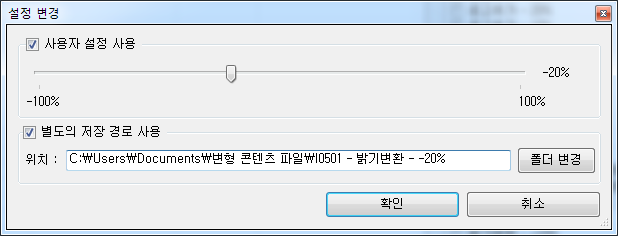 설정 변경
사용자 설정 사용
-20%
-100% 100%
별도의 저장 경로 사용
위치 : C:₩Users₩Documents₩변형 콘텐츠 파일₩I0501 - 밝기변환 - -20% 폴더 변경
확인 취소